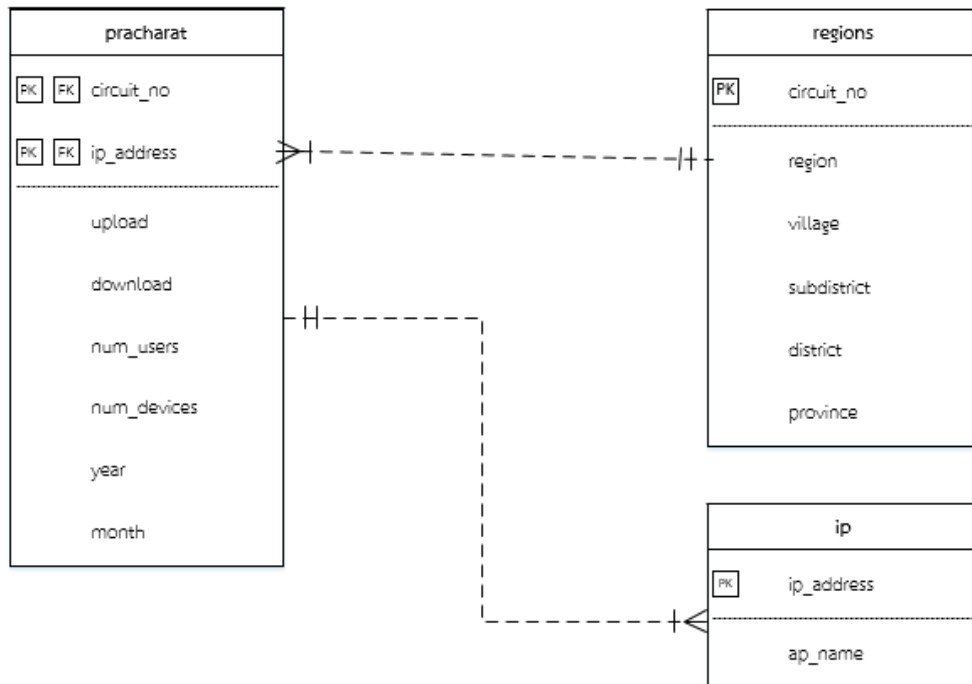 pracharat
PK FK circuit_no
PK FK ip_address
upload
download
num_users
num_devices
year
month
regions
PK circuit_no
region
village
subdistrict
district
province
ip
PK ip_address
ap_name